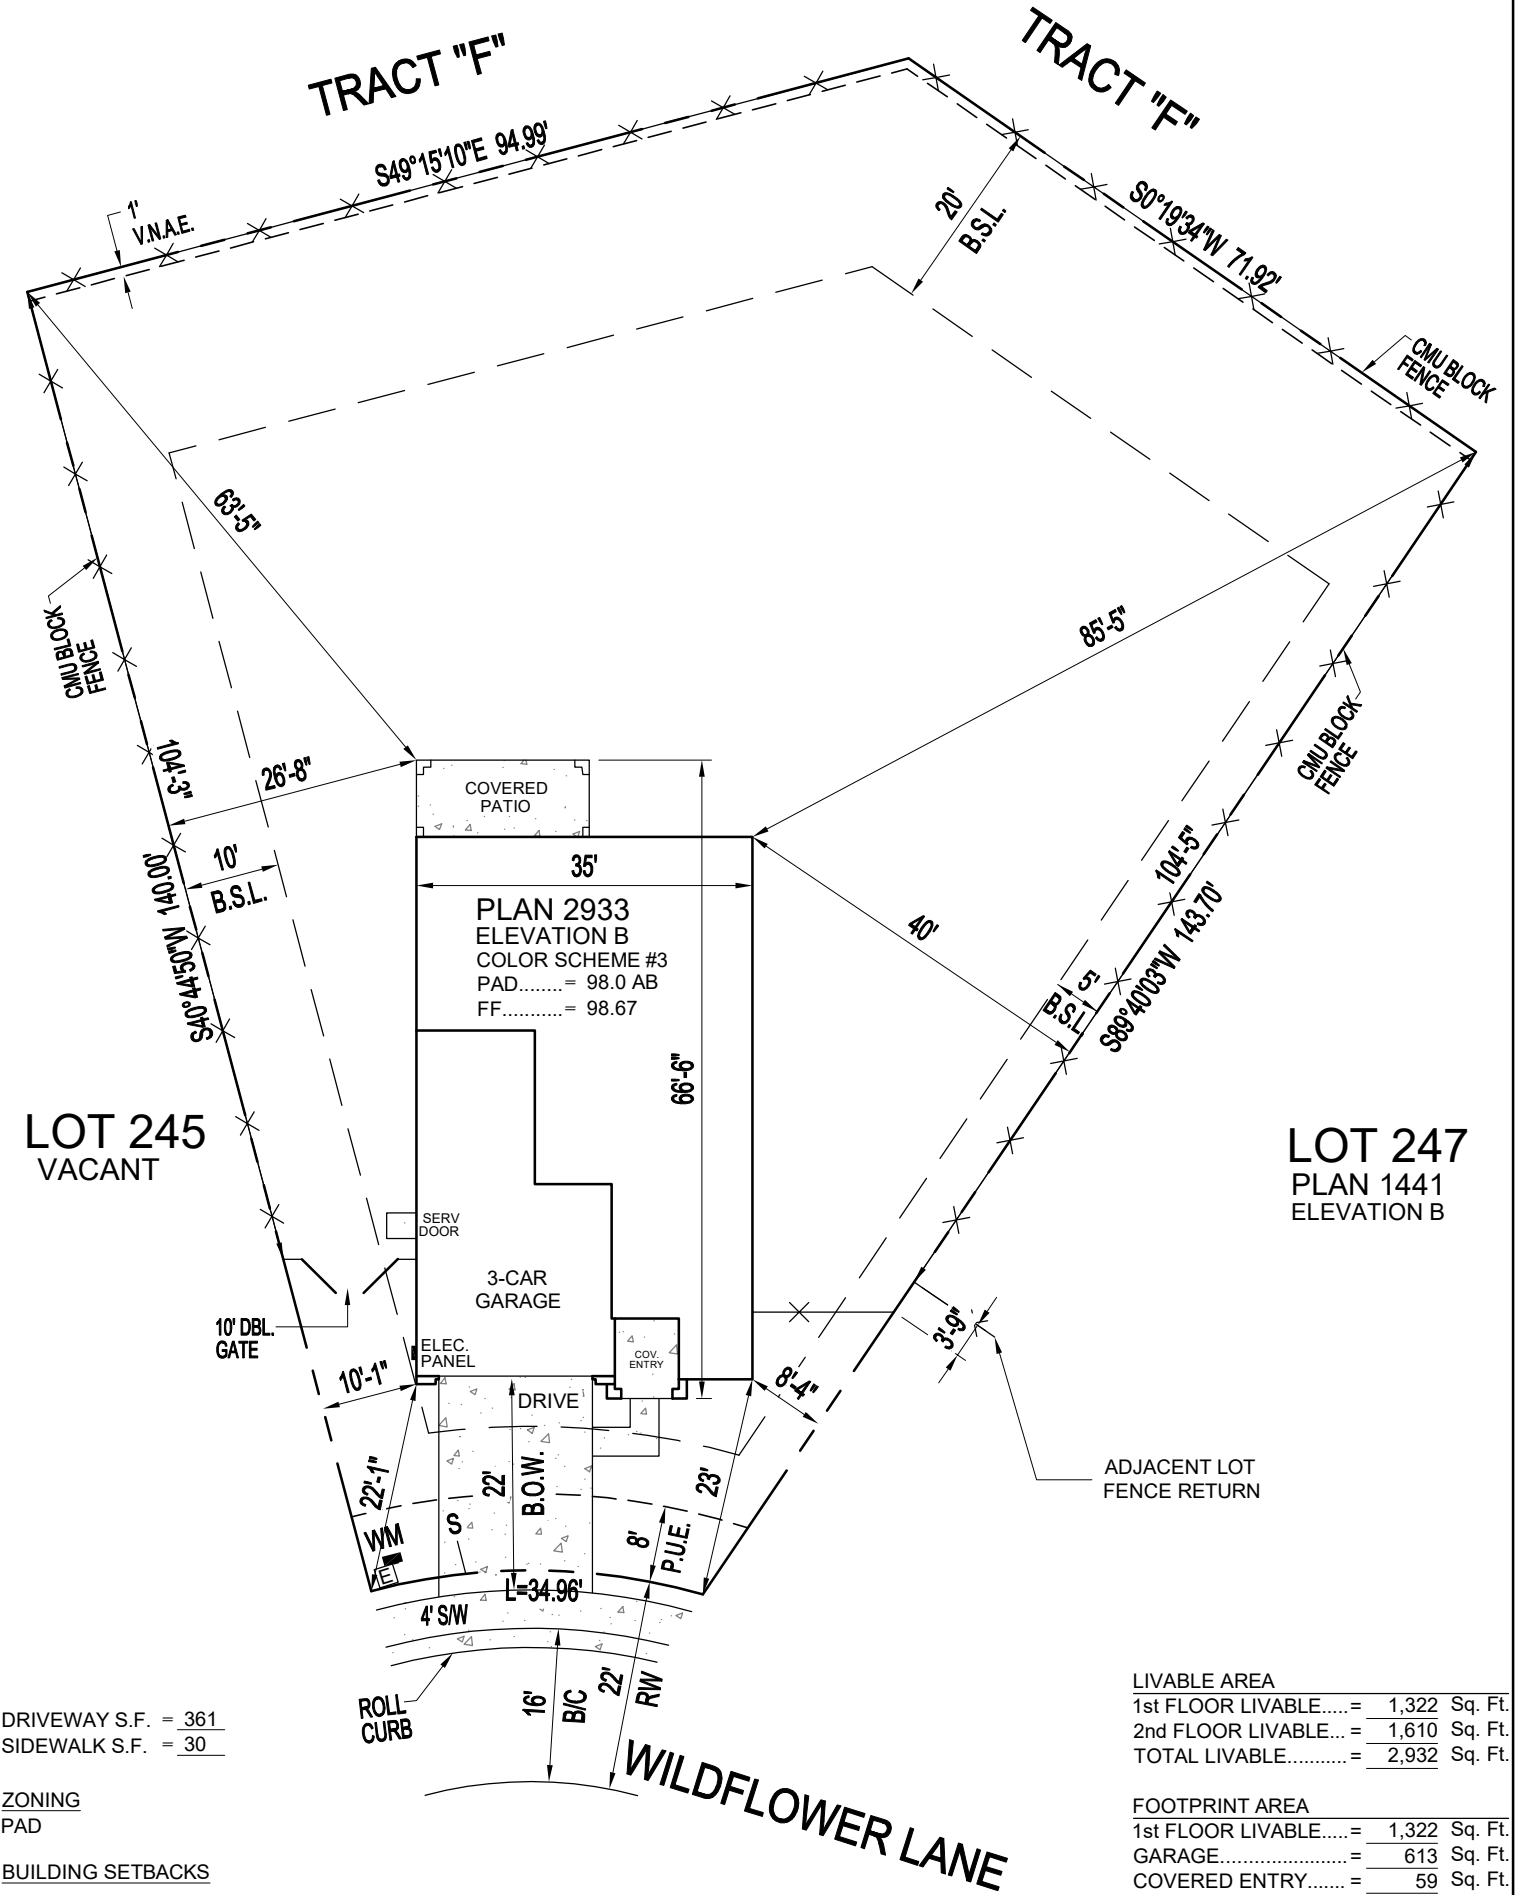 TRACT "F"
TRACT "F"
S49°15'10"E 94.99'
1'
V.N.A.E.
20'
B.S.L.
S0°19'34"W 71.92'
CMU BLOCK
FENCE
63'-5"
85'-5"
CMU BLOCK
FENCE
104'-3"
26'-8"
COVERED
PATIO
CMU BLOCK
FENCE
10'
B.S.L.
35'
104'-5"
S40°44'50"W 140.00'
PLAN 2933
ELEVATION B
COLOR SCHEME #3
PAD........= 98.0 AB
FF...........= 98.67
40'
S89°40'03"W 143.70'
5'
B.S.L
66'-6"
LOT 245
VACANT
LOT 247
PLAN 1441
ELEVATION B
SERV
DOOR
3-CAR
GARAGE
10' DBL.
GATE
ELEC.
PANEL
COV.
ENTRY
3'-9"
10'-1"
8'-4"
DRIVE
22'-1"
22'
B.O.W.
23'
ADJACENT LOT
FENCE RETURN
WM
S
8'
P.U.E.
E
L=34.96'
4' S/W
16'
B/C
22'
RW
ROLL
CURB
WILDFLOWER LANE
DRIVEWAY S.F. = 361
SIDEWALK S.F. = 30
ZONING
PAD
BUILDING SETBACKS
LIVABLE AREA
1st FLOOR LIVABLE.....= 1,322 Sq. Ft.
2nd FLOOR LIVABLE... = 1,610 Sq. Ft.
TOTAL LIVABLE...........= 2,932 Sq. Ft.
FOOTPRINT AREA
1st FLOOR LIVABLE.....= 1,322 Sq. Ft.
GARAGE.......................= 613 Sq. Ft.
COVERED ENTRY....... = 59 Sq. Ft.